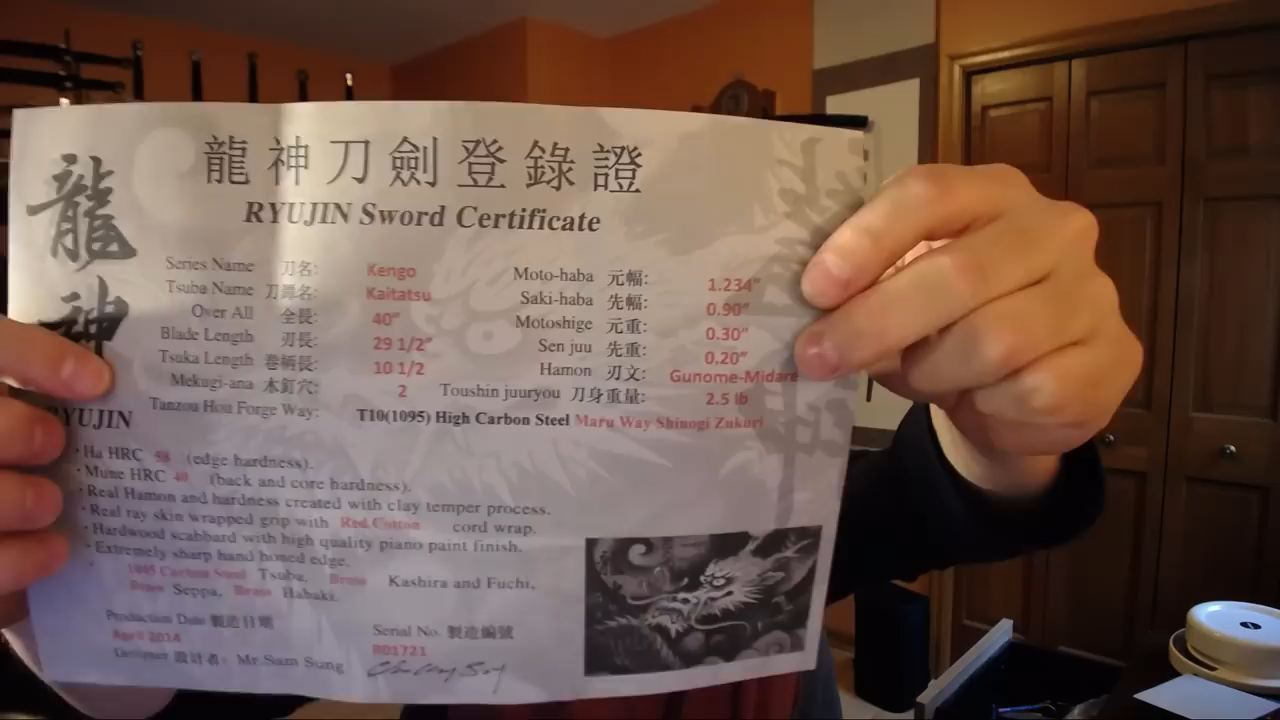 龍神刀劍登錄證
RYUJIN Sword Certificate
龍神
RYUJIN
Series Name 刀名: Kengo
Tsuba Name 刀譚名: Kaitatsu
Over All 全長: 40"
Blade Length 刃長: 29 1/2"
Tsuka Length 卷柄長: 10 1/2
Mekugi-ana 木釘穴: 2
Moto-haba 元幅: 1.234"
Saki-haba 先幅: 0.90"
Motoshige 元重: 0.30"
Sen juu 先重: 0,20"
Hamon 刃文: Gunome-Midare
Toushin juuryou 刀身重量: 2.5 lb
Tanzou Hou Forge Way: T10(1095) High Carbon Steel Maru Way Shinogi Zukuri
·Ha HRC 58 (edge hardness).
·Mune HRC 40 (back and core hardness).
·Real Hamon and hardness created with clay temper process.
·Real ray skin wrapped grip with Red Cotton cord wrap.
·Hardwood scabbard with high quality piano paint finish.
·Extremely sharp hand honed edge.
·1095 Carbon Steel Tsuba, Brass Kashira and Fuchi,
Brass Seppa, Brass Habaki.
Production Date 製造日期
April 2014
Serial No. 製造編號
R01721
Designer 設計者: Mr.Sam Sung